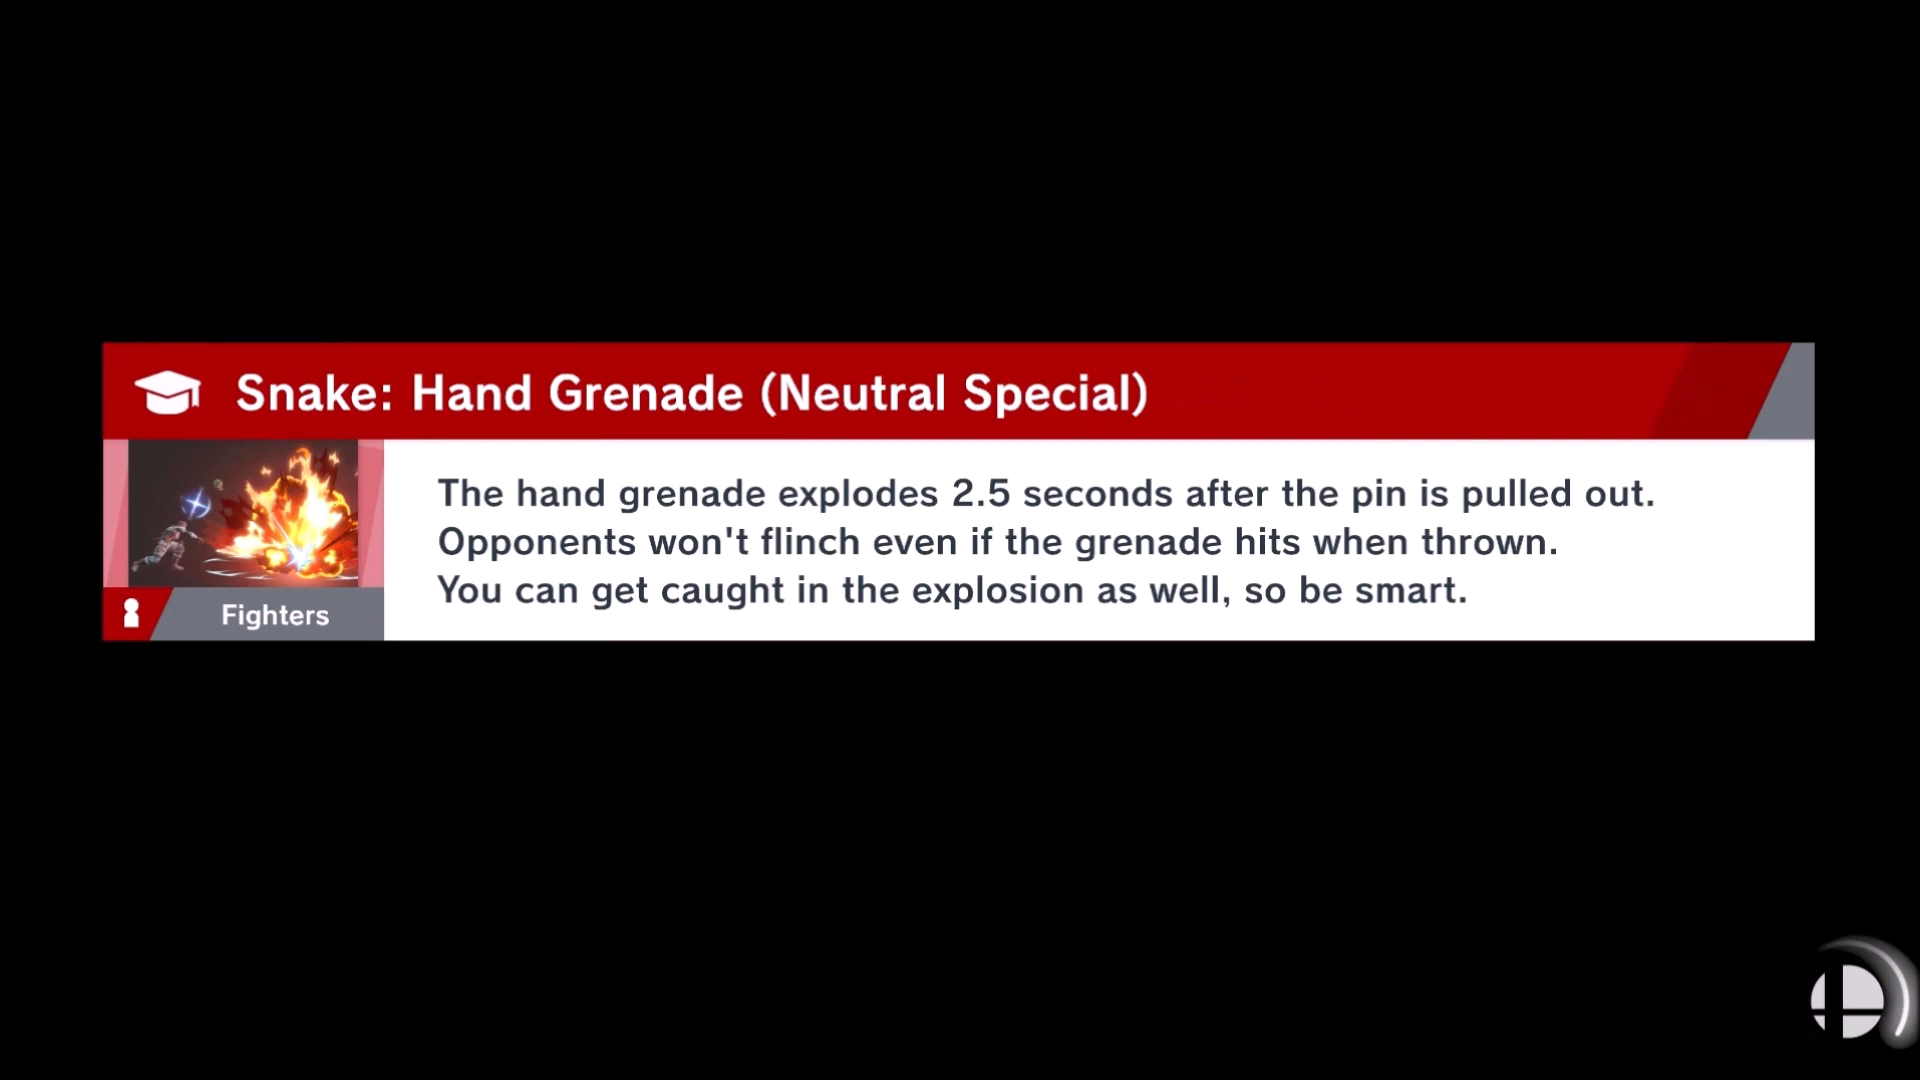 Snake: Hand Grenade (Neutral Special)
The hand grenade explodes 2.5 seconds after the pin is pulled out.
Opponents won't flinch even if the grenade hits when thrown.
You can get caught in the explosion as well, so be smart.
Fighters